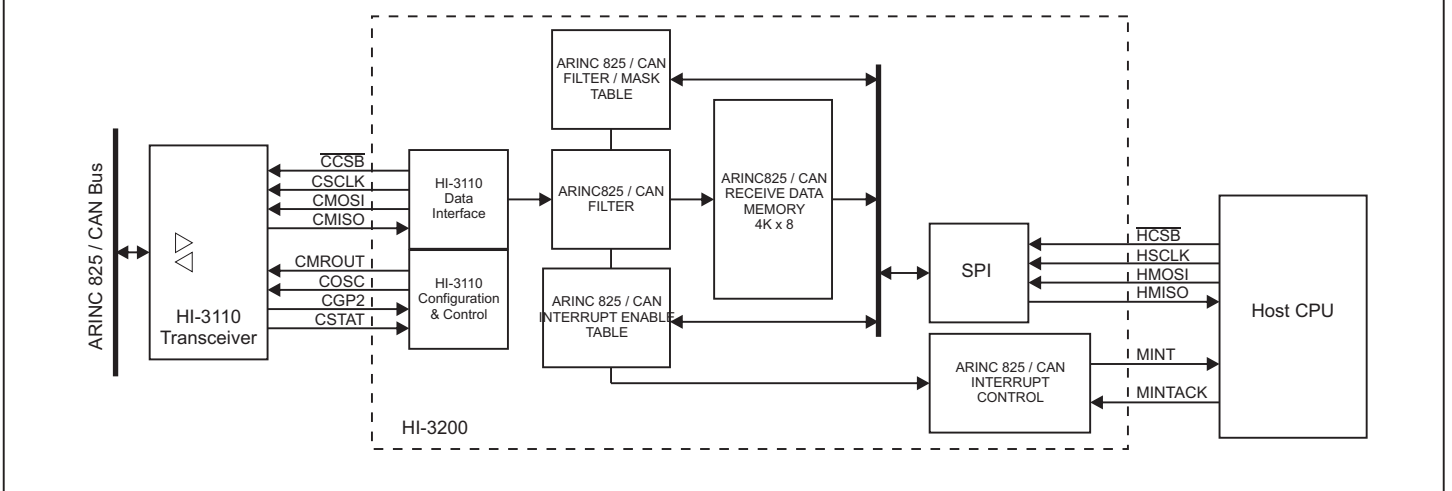 ARINC 825 / CAN Bus
HI-3110
Transceiver
CCSB
CSCLK
CMOSI
CMISO
CMROUT
COSC
CGP2
CSTAT
HI-3110
Data
Interface
HI-3110
Configuration
& Control
ARINC 825 / CAN
FILTER / MASK
TABLE
ARINC825 / CAN
FILTER
ARINC 825 / CAN
INTERRUPT ENABLE
TABLE
ARINC825 / CAN
RECEIVE DATA
MEMORY
4K x 8
SPI
ARINC 825 / CAN
INTERRUPT
CONTROL
HCSB
HSCLK
HMOSI
HMISO
MINT
MINTACK
Host CPU
HI-3200